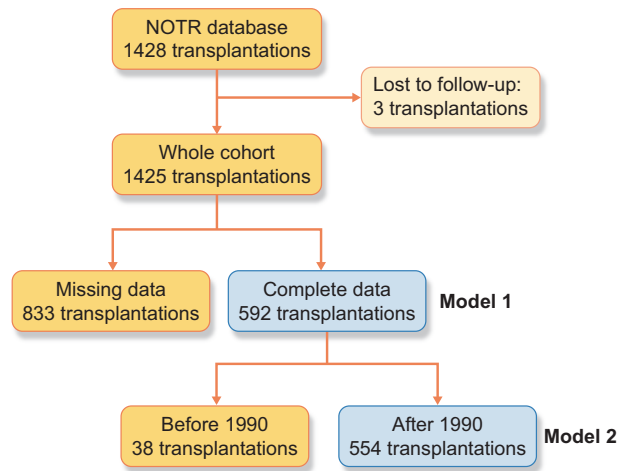 NOTR database
1428 transplantations
Lost to follow-up:
3 transplantations
Whole cohort
1425 transplantations
Missing data
833 transplantations
Complete data
592 transplantations
Model 1
Before 1990
38 transplantations
After 1990
554 transplantations
Model 2